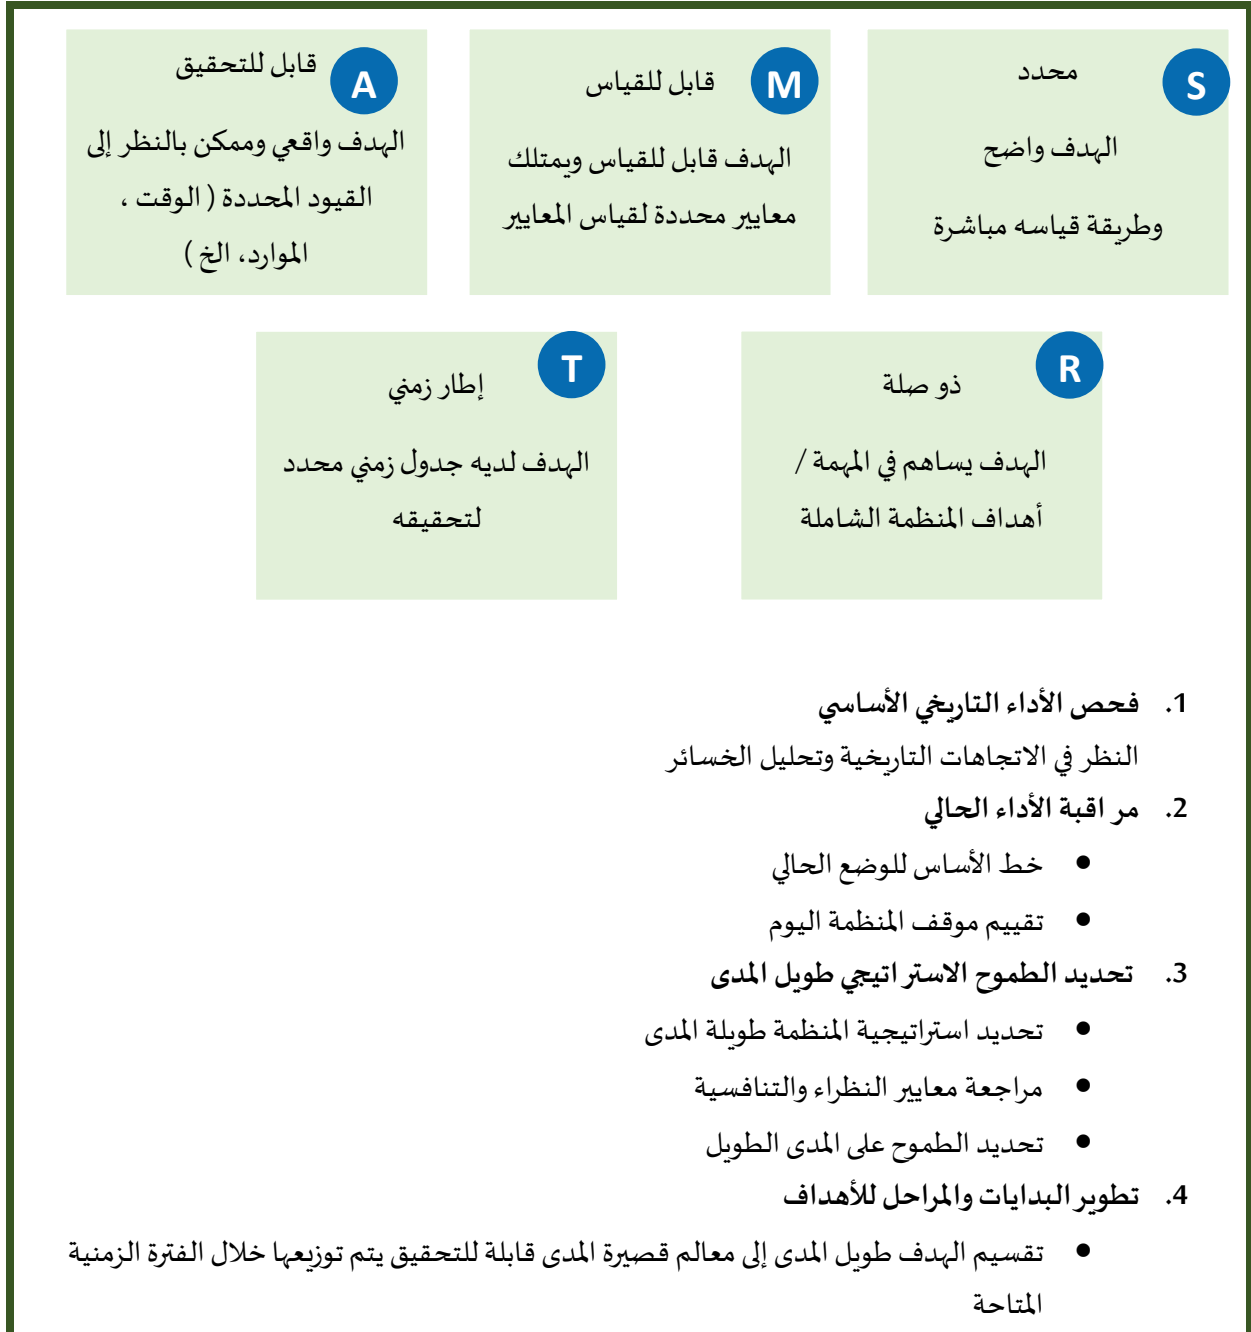 S
محدد
الهدف واضح
وطريقة قياسه مباشرة
M
قابل للقياس
الهدف قابل للقياس ويمتلك
معايير محددة لقياس المعايير
A
قابل للتحقيق
الهدف واقعي وممكن بالنظر إلى
القيود المحددة ( الوقت ،
الموارد، الخ )
R
ذو صلة
الهدف يساهم في المهمة /
أهداف المنظمة الشاملة
T
إطار زمني
الهدف لديه جدول زمني محدد
لتحقيقه
1. فحص الأداء التاريخي الأساسي
النظر في الاتجاهات التاريخية وتحليل الخسائر
2. مراقبة الأداء الحالي
● خط الأساس للوضع الحالي
● تقييم موقف المنظمة اليوم
3. تحديد الطموح الاستراتيجي طويل المدى
● تحديد استراتيجية المنظمة طويلة المدى
● مراجعة معايير النظراء والتنافسية
● تحديد الطموح على المدى الطويل
4. تطوير البدايات والمراحل للأهداف
● تقسيم الهدف طويل المدى إلى معالم قصيرة المدى قابلة للتحقيق يتم توزيعها خلال الفترة الزمنية
المتاحة